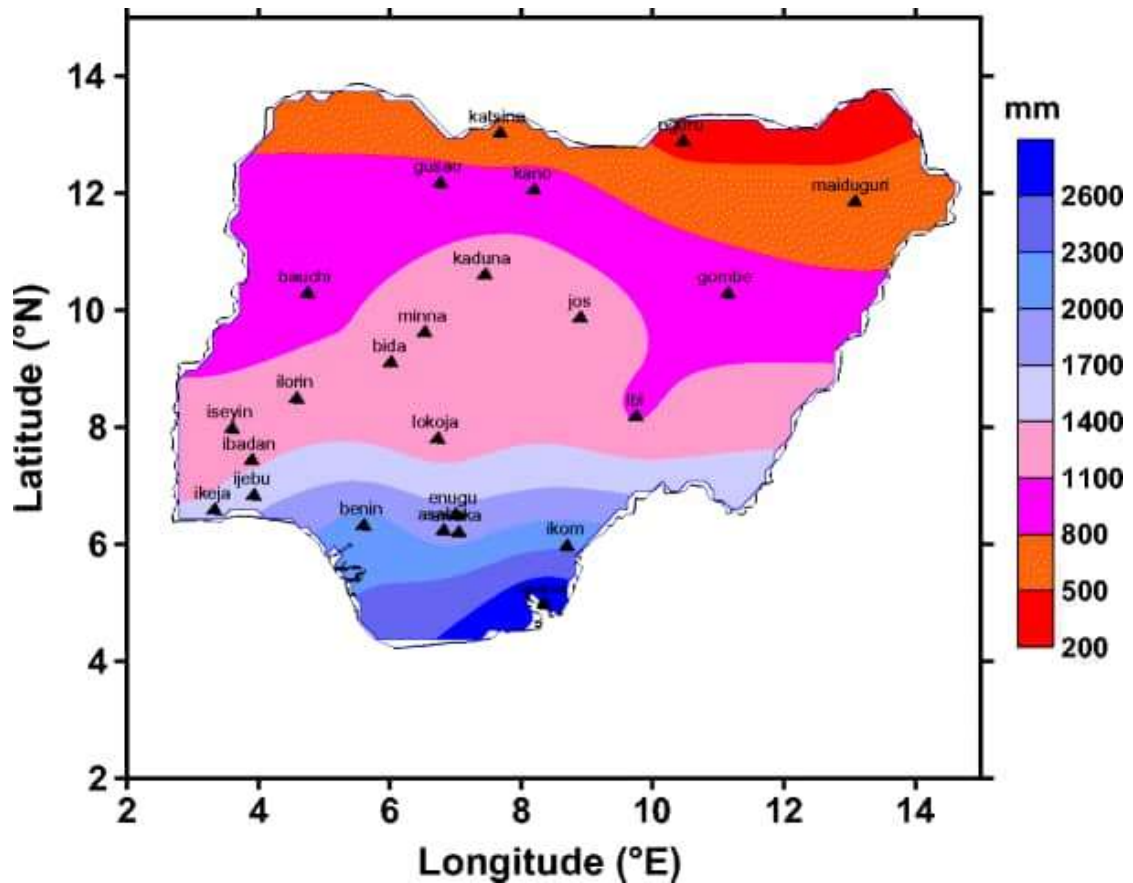 14
12
10
8
6
4
2
Latitude (°N)
2
4
6
8
10
12
14
Longitude (°E)
mm
2600
2300
2000
1700
1400
1100
800
500
200
katsina
nguru
gusau
kano
maiduguri
kaduna
bauchi
gombe
jos
minna
bida
ilorin
ibi
iseyin
lokoja
ibadan
ijebu
ikeja
enugu
benin
ikom